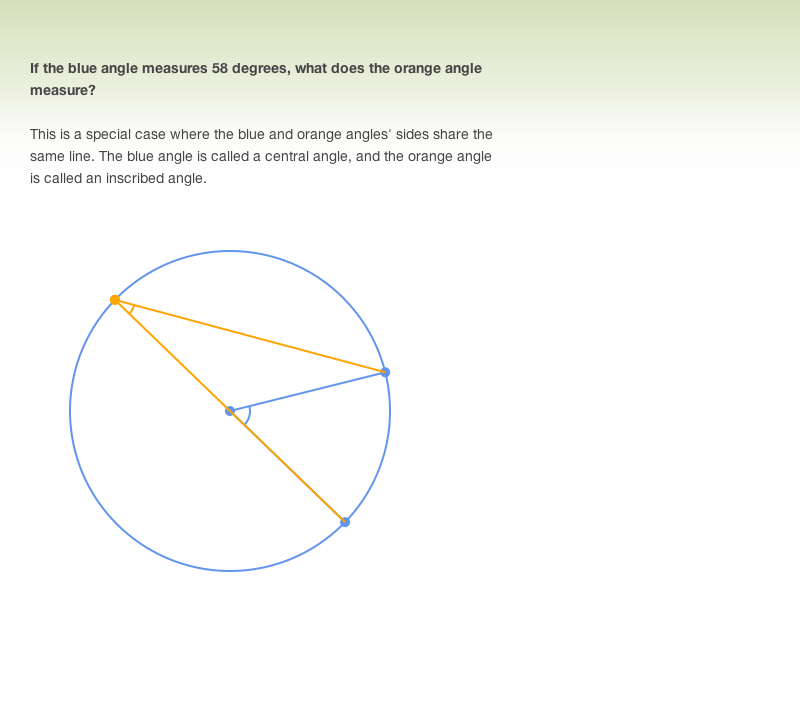 If the blue angle measures 58 degrees, what does the orange angle
measure?
This is a special case where the blue and orange angles' sides share the
same line. The blue angle is called a central angle, and the orange angle
is called an inscribed angle.